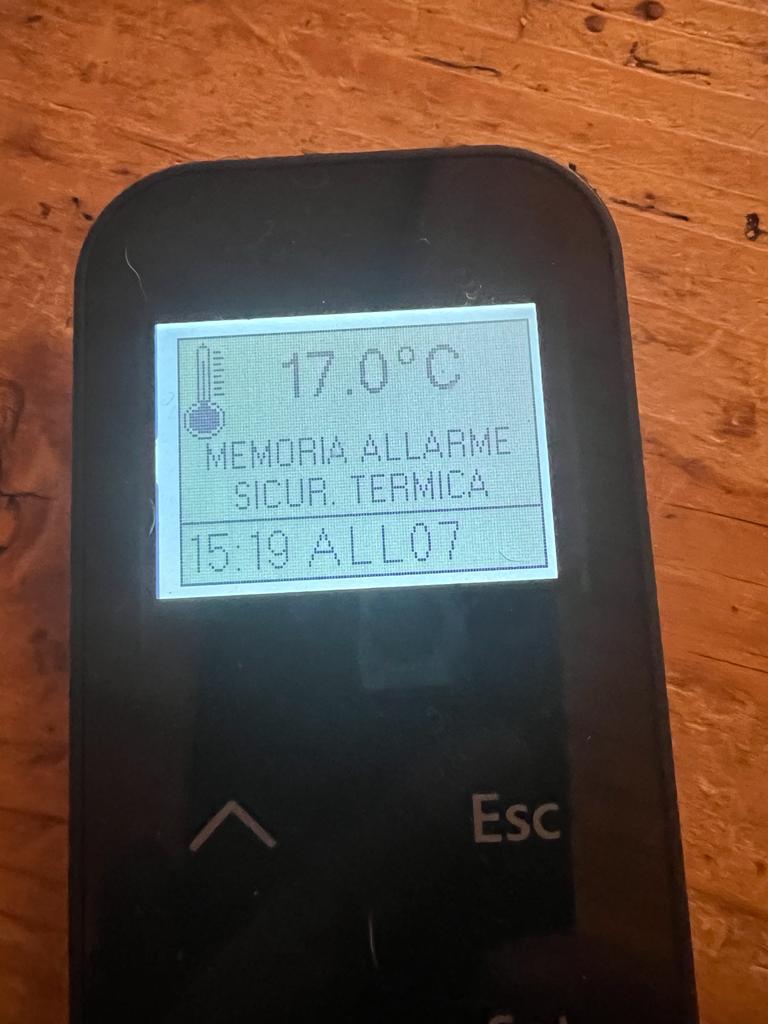 17.0°C
MEMORIA ALLARME
SICUR. TERMICA
15:19 ALL07
Esc